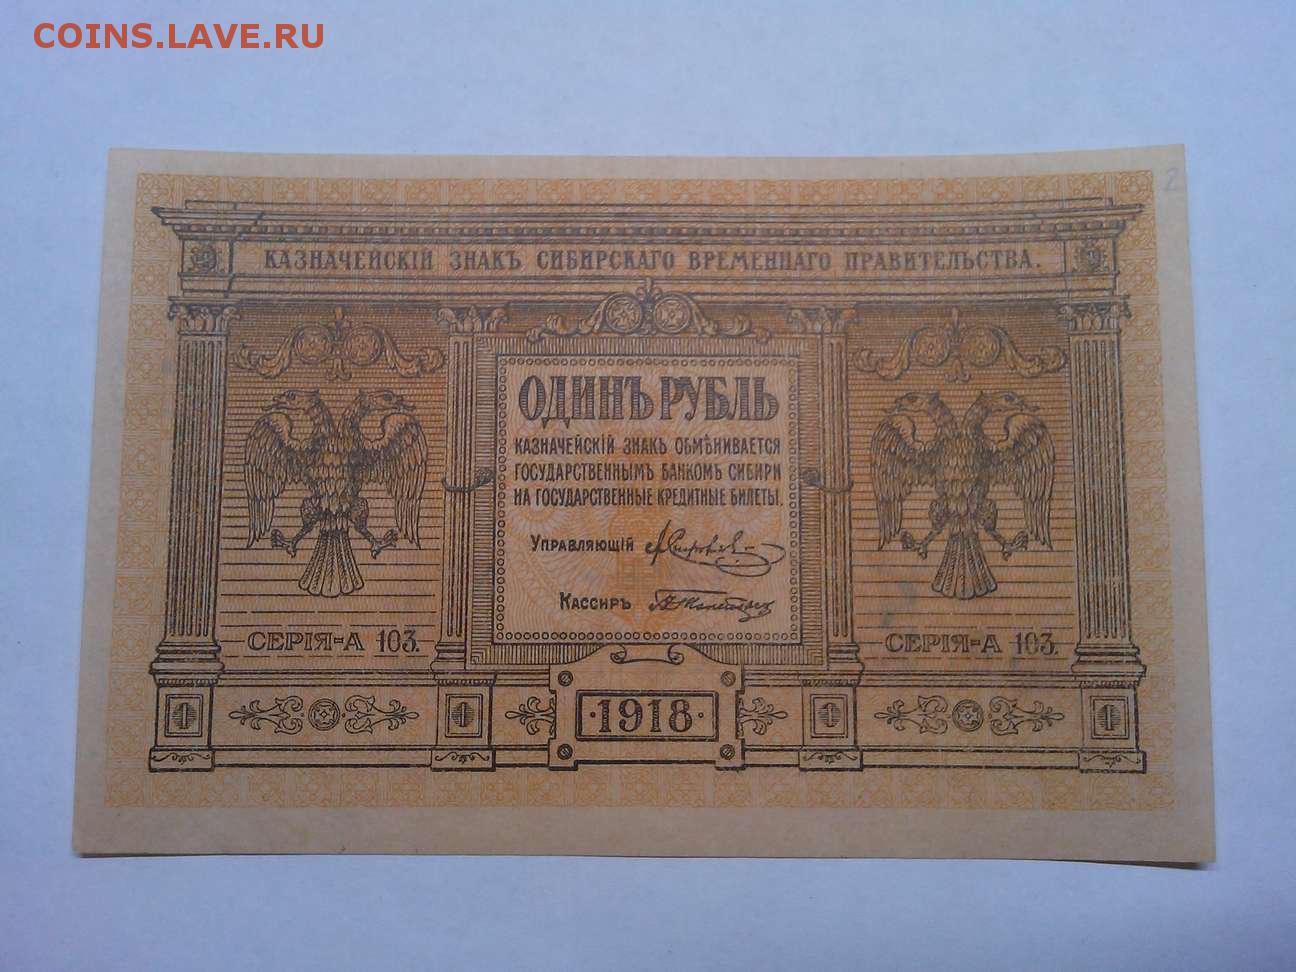 COINS.LAVE.RU
2
КАЗНАЧЕЙСКІЙ ЗНАКЪ СИБИРСКАГО ВРЕМЕННАГО ПРАВИТЕЛЬСТВА.
ОДИНЪ РУБЛЬ
КАЗНАЧЕЙСКІЙ ЗНАКЪ ОБМѢНИВАЕТСЯ
ГОСУДАРСТВЕННЫМЪ БАНКОМЪ СИБИРИ
НА ГОСУДАРСТВЕННЫЕ КРЕДИТНЫЕ БИЛЕТЫ.
УПРАВЛЯЮЩІЙ
КАССИРЪ
СЕРІЯ-А 103.
СЕРІЯ-А 103.
1 1 ·1918· 1 1